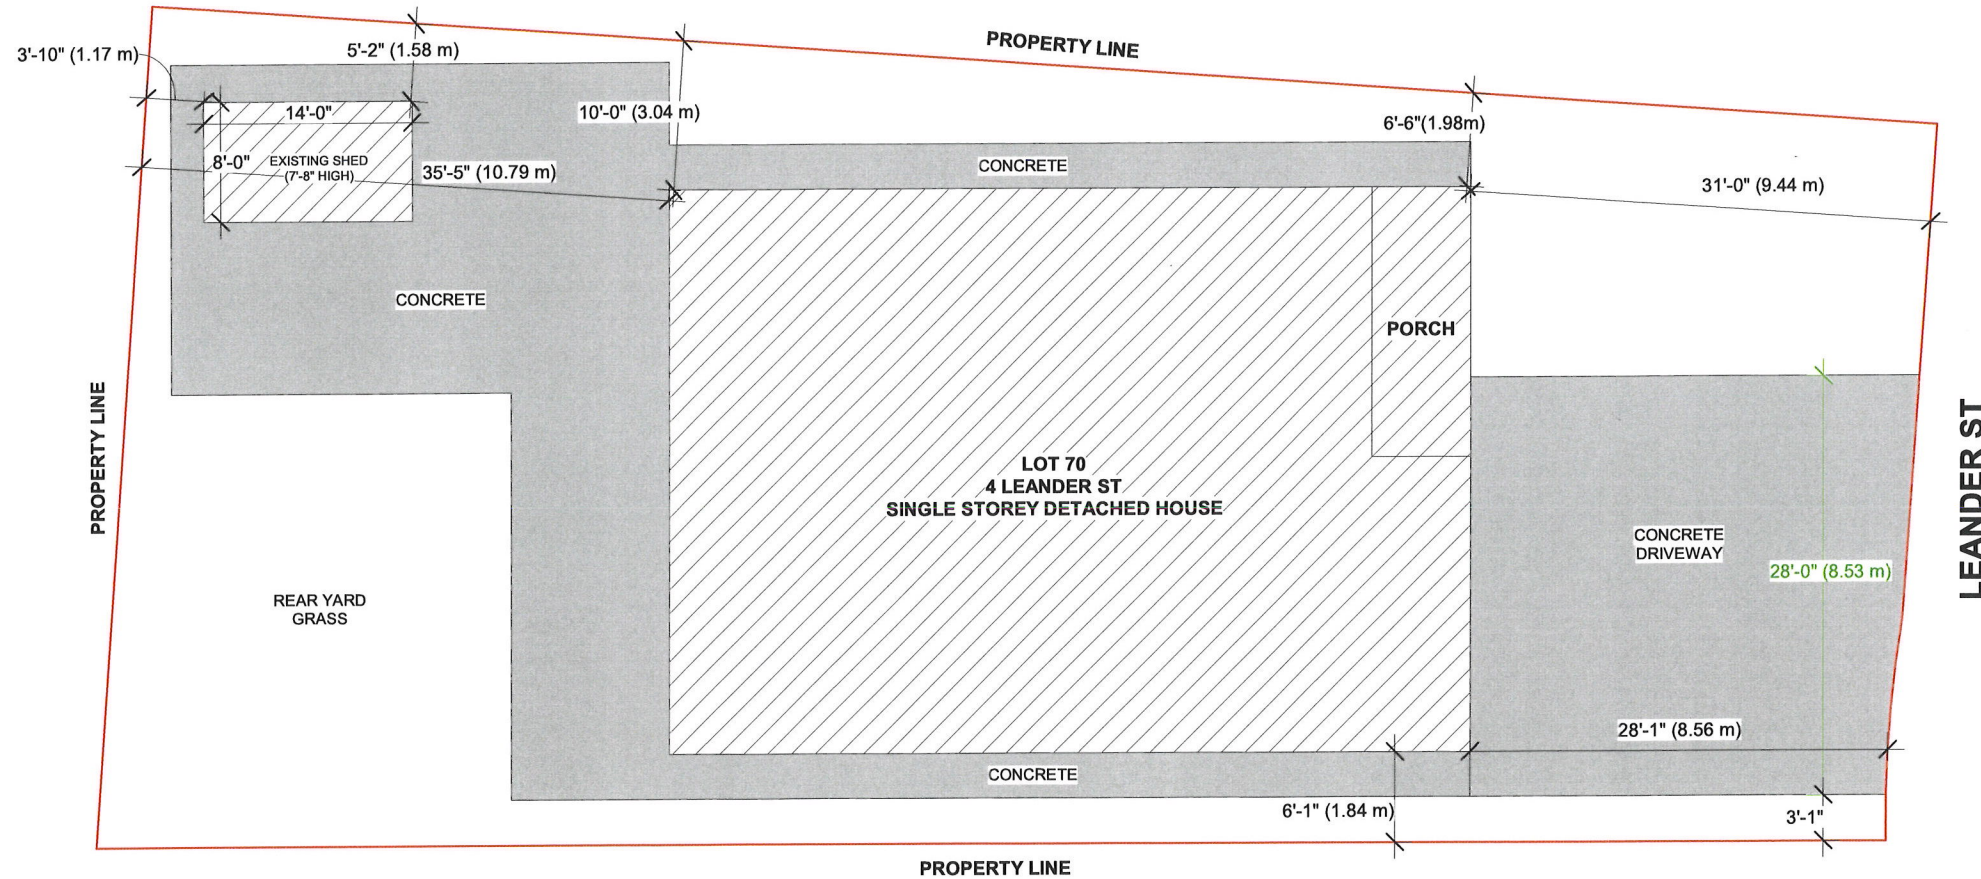 PROPERTY LINE
3'-10" (1.17 m)
5'-2" (1.58 m)
14'-0"
10'-0" (3.04 m)
6'-6"(1.98m)
8'-0"
EXISTING SHED
(7'-8" HIGH)
35'-5" (10.79 m)
CONCRETE
31'-0" (9.44 m)
CONCRETE
PORCH
PROPERTY LINE
LEANDER ST
LOT 70
4 LEANDER ST
SINGLE STOREY DETACHED HOUSE
CONCRETE
DRIVEWAY
28'-0" (8.53 m)
REAR YARD
GRASS
28'-1" (8.56 m)
CONCRETE
6'-1" (1.84 m)
3'-1"
PROPERTY LINE